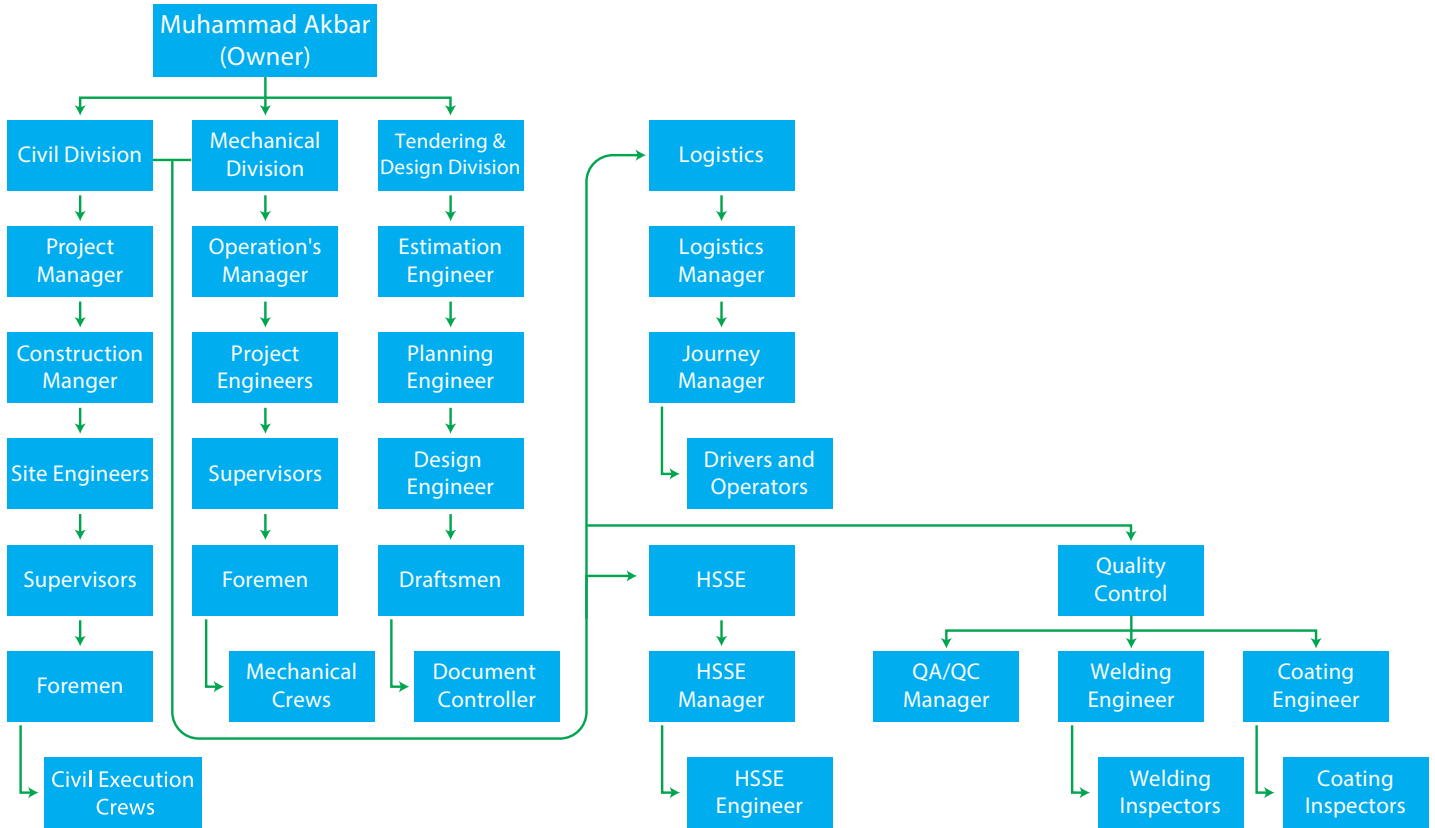 Muhammad Akbar
(Owner)
Civil Division
Mechanical
Division
Tendering &
Design Division
Logistics
Project
Manager
Operation's
Manager
Estimation
Engineer
Logistics
Manager
Construction
Manger
Project
Engineers
Planning
Engineer
Journey
Manager
Site Engineers
Supervisors
Design
Engineer
Drivers and
Operators
Supervisors
Foremen
Draftsmen
HSSE
Quality
Control
Foremen
Mechanical
Crews
Document
Controller
HSSE
Manager
QA/QC
Manager
Welding
Engineer
Coating
Engineer
Civil Execution
Crews
HSSE
Engineer
Welding
Inspectors
Coating
Inspectors